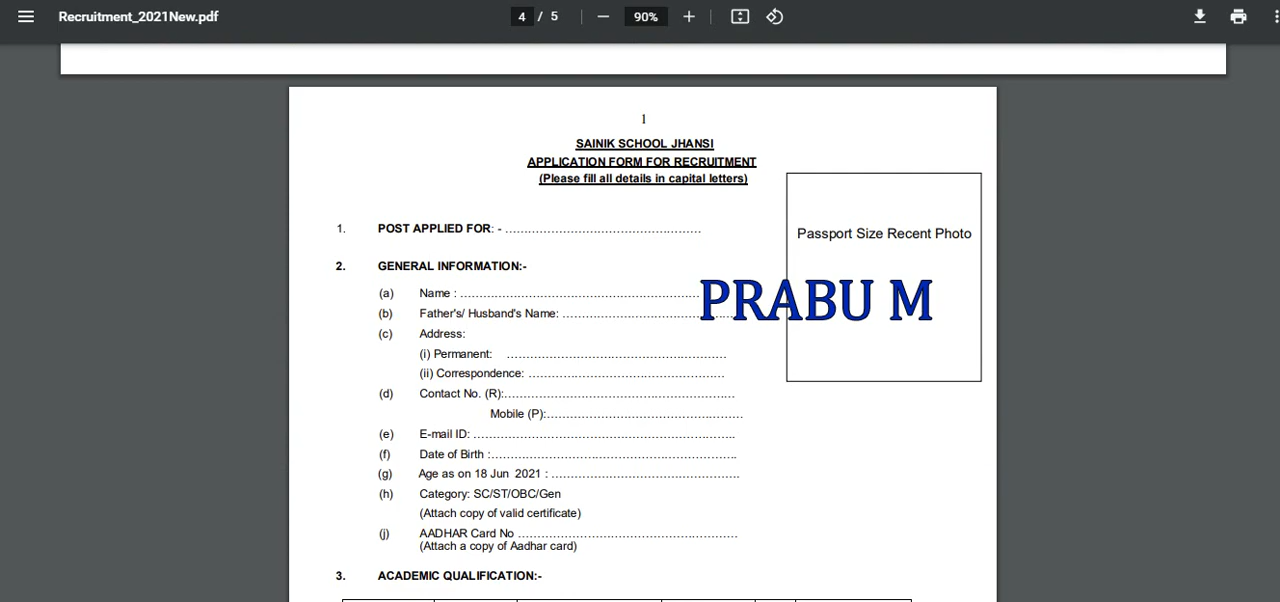 Recruitment_2021New.pdf
4 / 5
90%
1
SAINIK SCHOOL JHANSI
APPLICATION FORM FOR RECRUITMENT
(Please fill all details in capital letters)
Passport Size Recent Photo
1. POST APPLIED FOR: - ……………………………………………
2. GENERAL INFORMATION:-
(a) Name : ………………………………………………………
PRABU M
(b) Father's/ Husband's Name: ………………………………………
(c) Address:
(i) Permanent: …………………………………………………
(ii) Correspondence: ……………………………………………
(d) Contact No. (R):……………………………………………………
Mobile (P):……………………………………………
(e) E-mail ID: ……………………………………………………………
(f) Date of Birth :………………………………………………………
(g) Age as on 18 Jun 2021 : …………………………………………
(h) Category: SC/ST/OBC/Gen
(Attach copy of valid certificate)
(j) AADHAR Card No …………………………………………………
(Attach a copy of Aadhar card)
3. ACADEMIC QUALIFICATION:-